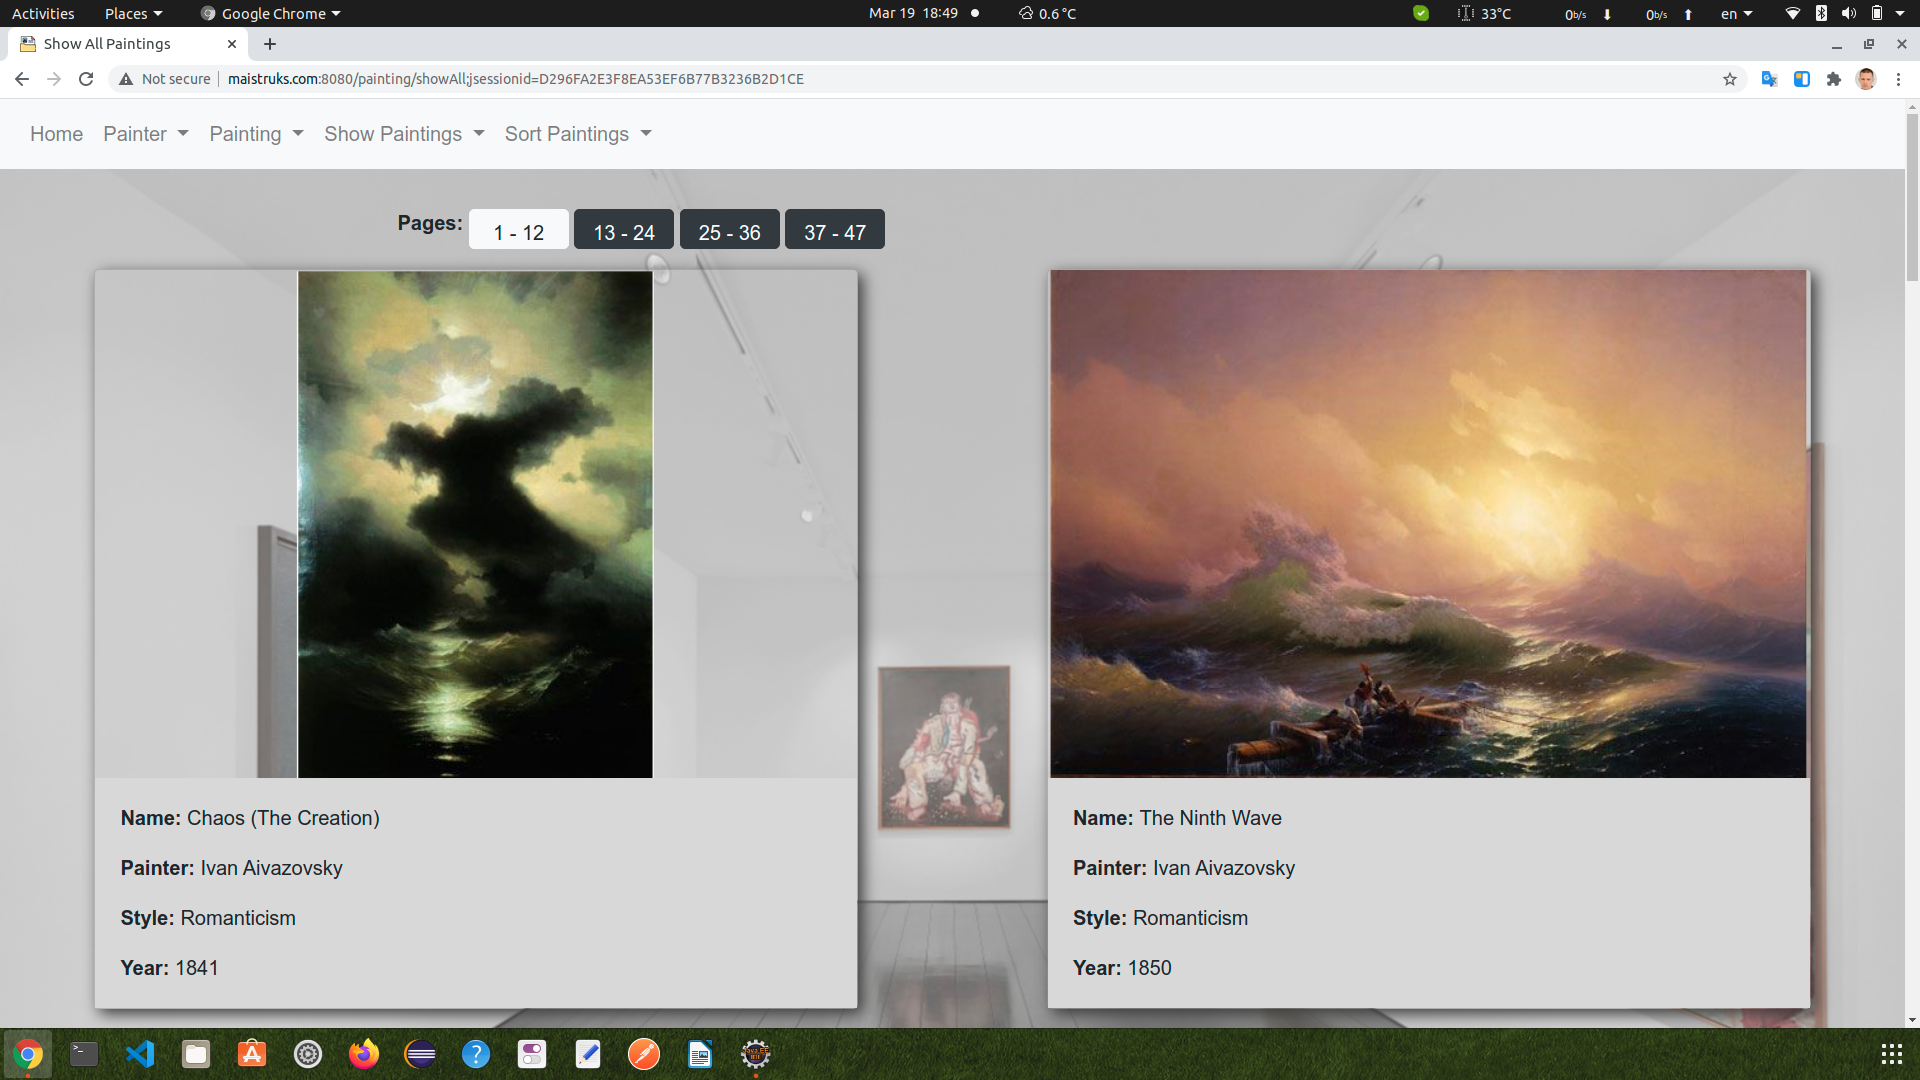 Activities Places Google Chrome Mar 19 18:49 0.6 °C 33°C 0b/s 0b/s en
Show All Paintings
Not secure maistruks.com:8080/painting/showAll;jsessionid=D296FA2E3F8EA53EF6B77B3236B2D1CE
Home Painter Painting Show Paintings Sort Paintings
Pages: 1 - 12 13 - 24 25 - 36 37 - 47
Name: Chaos (The Creation)
Painter: Ivan Aivazovsky
Style: Romanticism
Year: 1841
Name: The Ninth Wave
Painter: Ivan Aivazovsky
Style: Romanticism
Year: 1850